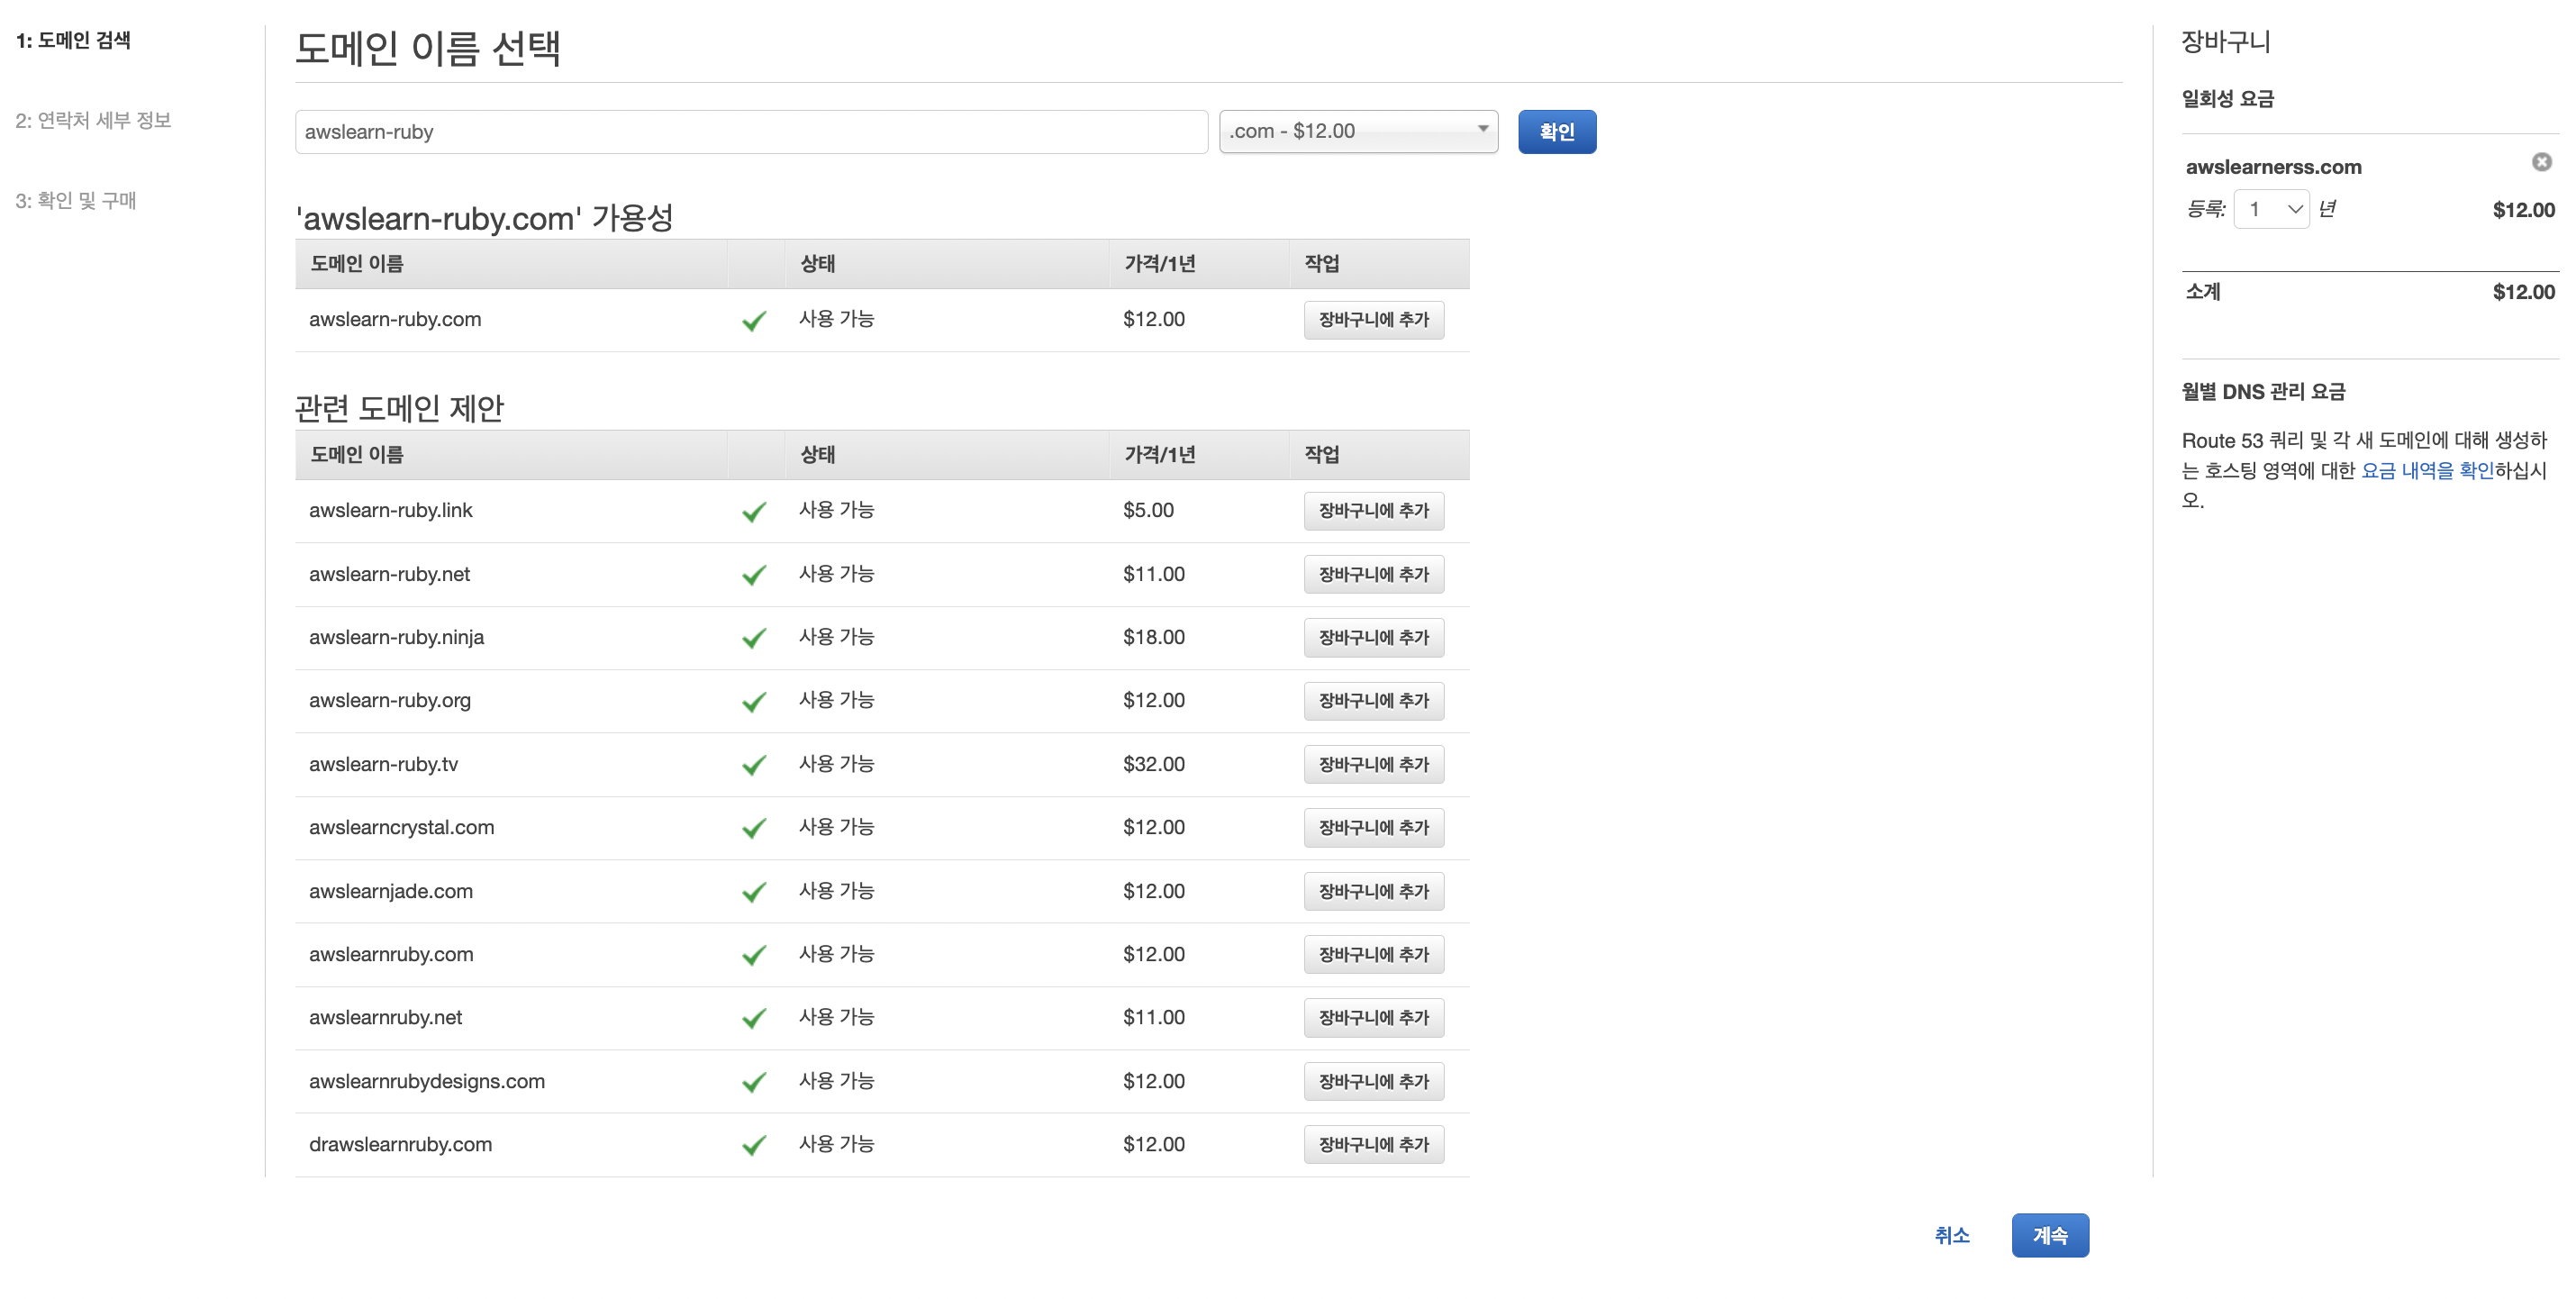 1: 도메인 검색
2: 연락처 세부 정보
3: 확인 및 구매
도메인 이름 선택
awslearn-ruby .com - $12.00 확인
'awslearn-ruby.com' 가용성
도메인 이름 상태 가격/1년 작업
awslearn-ruby.com 사용 가능 $12.00 장바구니에 추가
관련 도메인 제안
도메인 이름 상태 가격/1년 작업
awslearn-ruby.link 사용 가능 $5.00 장바구니에 추가
awslearn-ruby.net 사용 가능 $11.00 장바구니에 추가
awslearn-ruby.ninja 사용 가능 $18.00 장바구니에 추가
awslearn-ruby.org 사용 가능 $12.00 장바구니에 추가
awslearn-ruby.tv 사용 가능 $32.00 장바구니에 추가
awslearncrystal.com 사용 가능 $12.00 장바구니에 추가
awslearnjade.com 사용 가능 $12.00 장바구니에 추가
awslearnruby.com 사용 가능 $12.00 장바구니에 추가
awslearnruby.net 사용 가능 $11.00 장바구니에 추가
awslearnrubydesigns.com 사용 가능 $12.00 장바구니에 추가
drawslearnruby.com 사용 가능 $12.00 장바구니에 추가
취소 계속
장바구니
일회성 요금
awslearnerss.com
등록: 1 년 $12.00
소계 $12.00
월별 DNS 관리 요금
Route 53 쿼리 및 각 새 도메인에 대해 생성하
는 호스팅 영역에 대한 요금 내역을 확인하십시
오.